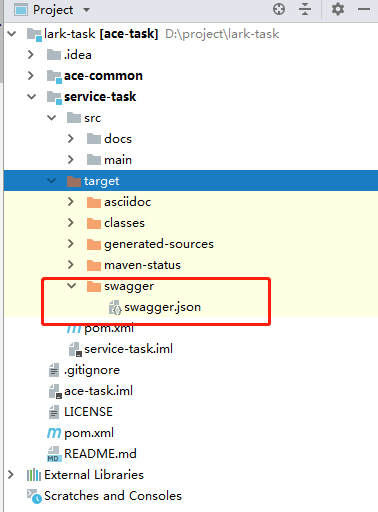 Project
lark-task [ace-task] D:\project\lark-task
.idea
ace-common
service-task
src
docs
main
target
asciidoc
classes
generated-sources
maven-status
swagger
swagger.json
pom.xml
service-task.iml
.gitignore
ace-task.iml
LICENSE
pom.xml
README.md
External Libraries
Scratches and Consoles